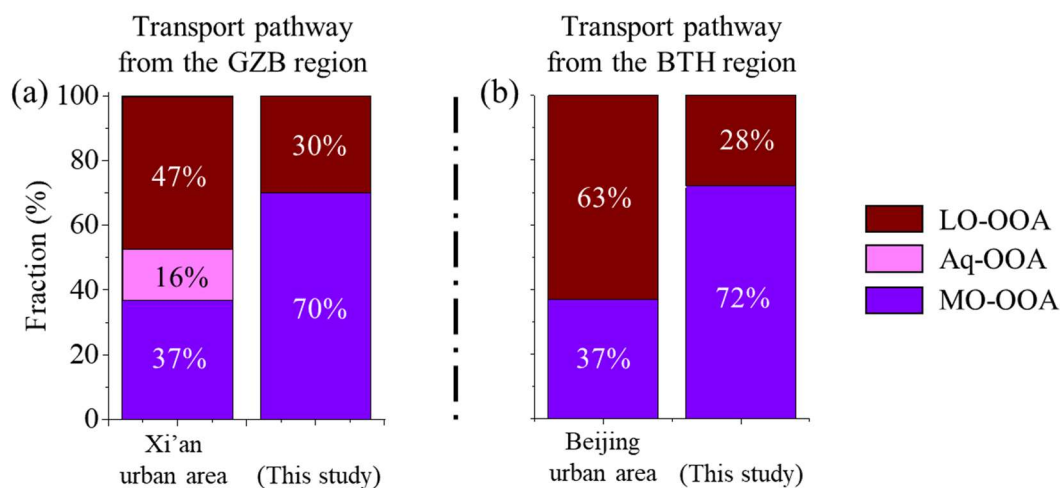 Transport pathway
from the GZB region
Transport pathway
from the BTH region
(a)
(b)
Fraction (%)
100
80
60
40
20
0
47%
16%
37%
30%
70%
63%
37%
28%
72%
Xi'an
urban area
(This study)
Beijing
urban area
(This study)
LO-OOA
Aq-OOA
MO-OOA